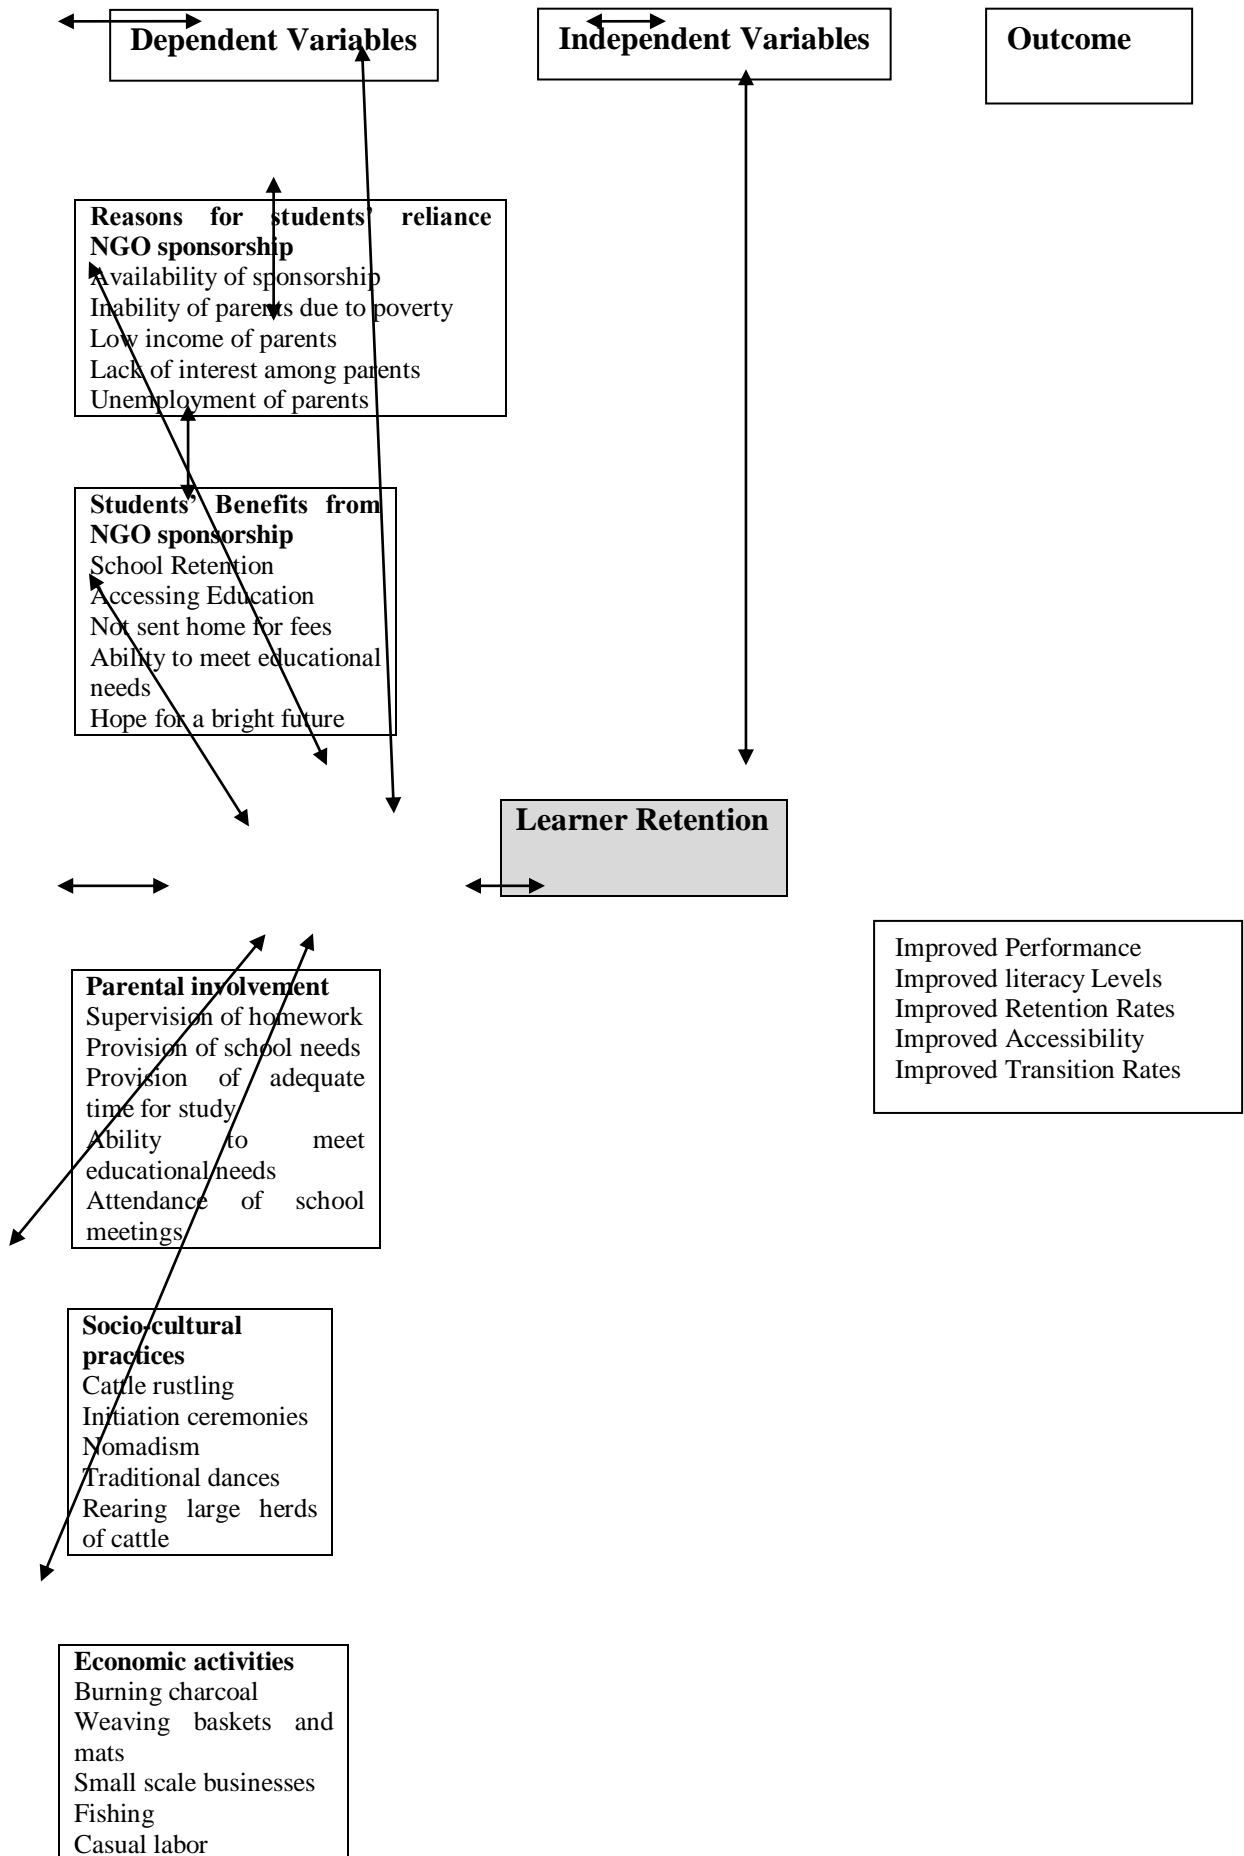 Dependent Variables
Independent Variables
Outcome
Reasons for students’ reliance
NGO sponsorship
Availability of sponsorship
Inability of parents due to poverty
Low income of parents
Lack of interest among parents
Unemployment of parents
Students’ Benefits from
NGO sponsorship
School Retention
Accessing Education
Not sent home for fees
Ability to meet educational
needs
Hope for a bright future
Learner Retention
Improved Performance
Improved literacy Levels
Improved Retention Rates
Improved Accessibility
Improved Transition Rates
Parental involvement
Supervision of homework
Provision of school needs
Provision of adequate
time for study
Ability to meet
educational needs
Attendance of school
meetings
Socio-cultural
practices
Cattle rustling
Initiation ceremonies
Nomadism
Traditional dances
Rearing large herds
of cattle
Economic activities
Burning charcoal
Weaving baskets and
mats
Small scale businesses
Fishing
Casual labor